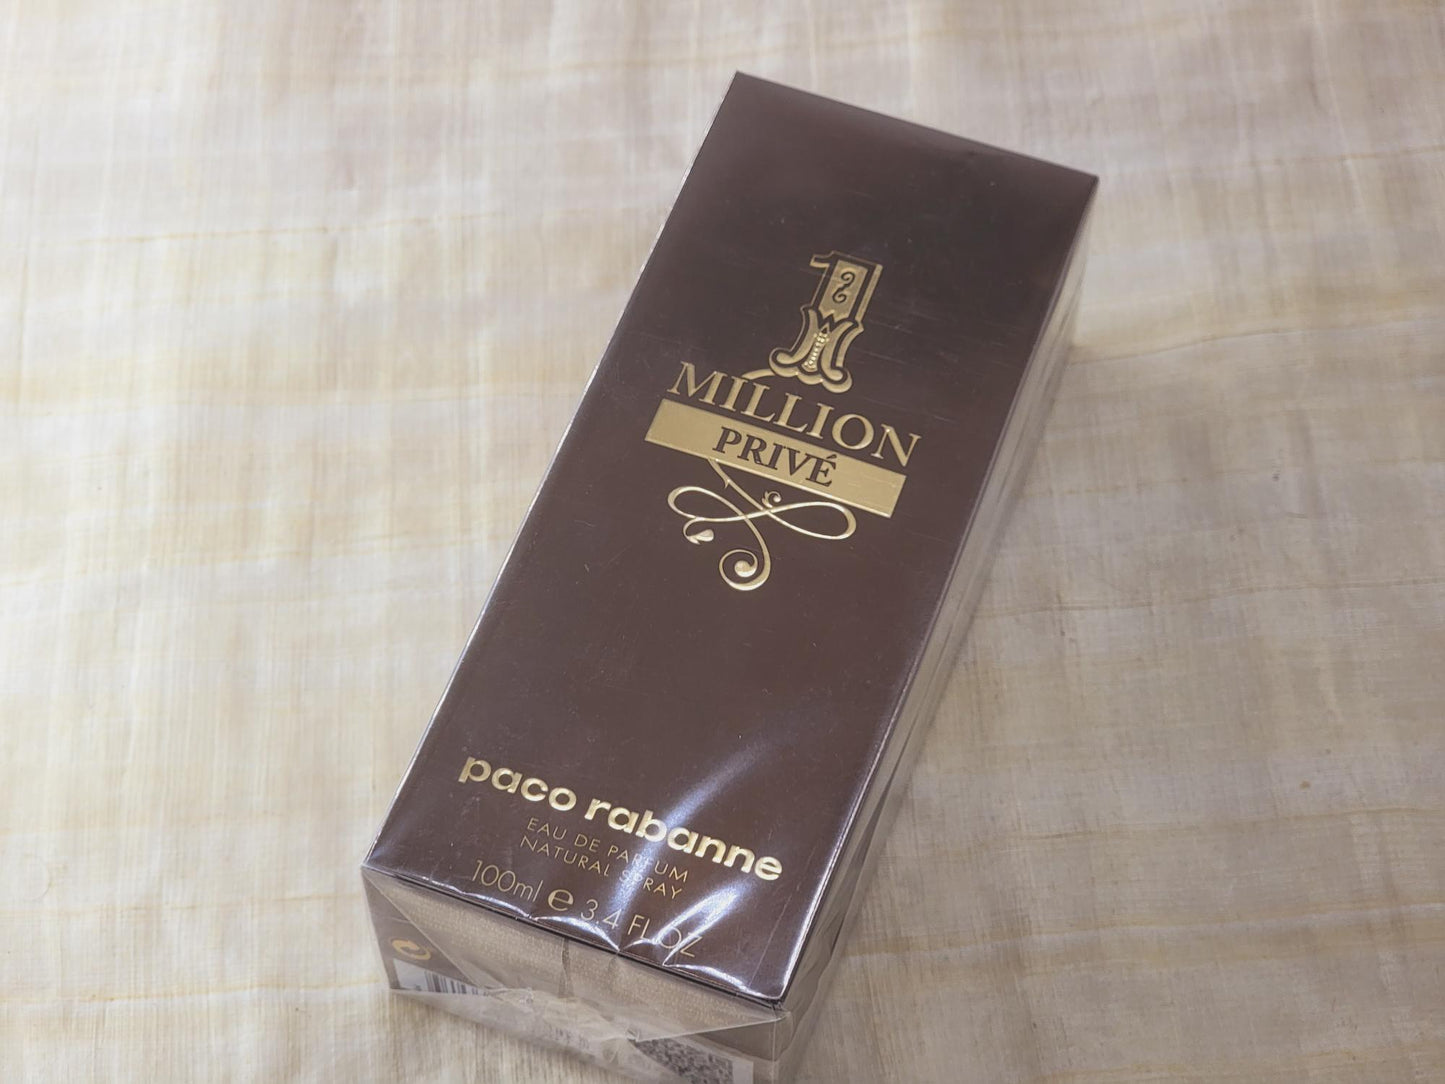 1
MILLION
PRIVÉ
paco rabanne
EAU DE PARFUM
NATURAL SPRAY
100ml e 3.4 FL OZ